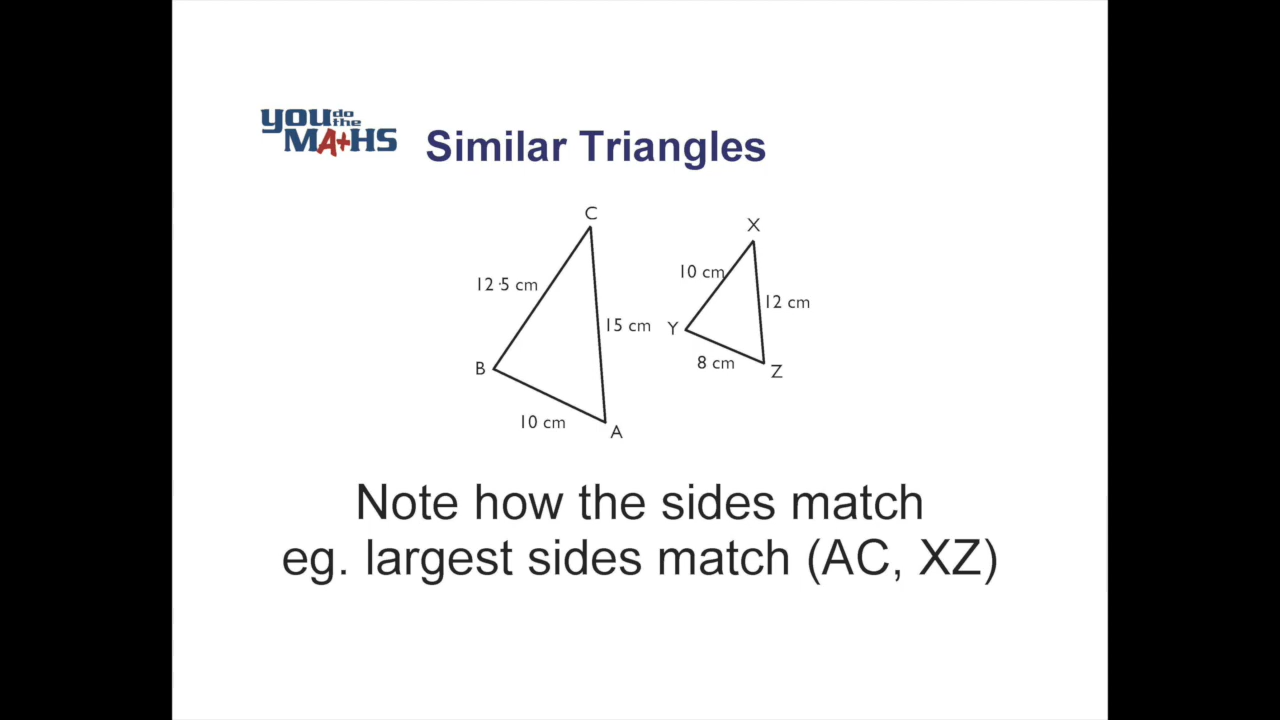 you do the
MATHS
Similar Triangles
C
X
12·5 cm
10 cm
15 cm
12 cm
Y
B
8 cm
Z
10 cm
A
Note how the sides match
eg. largest sides match (AC, XZ)